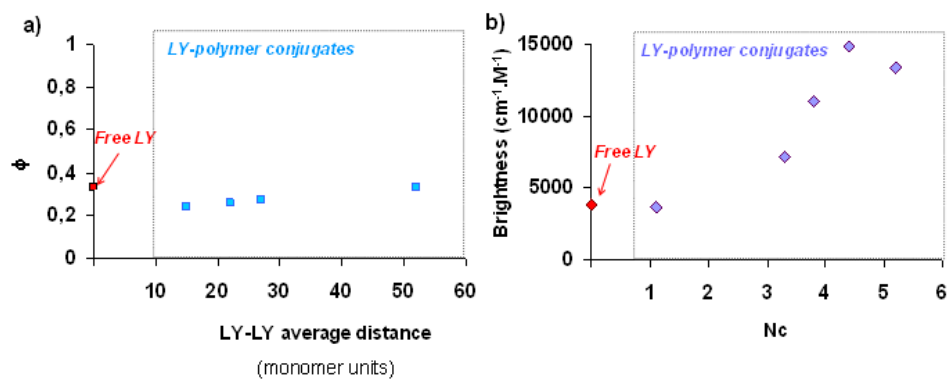 a)
LY-polymer conjugates
Free LY
ϕ
1
0,8
0,6
0,4
0,2
0
10 20 30 40 50 60
LY-LY average distance
(monomer units)
b)
LY-polymer conjugates
Free LY
Brightness (cm-1.M-1)
15000
10000
5000
0
1 2 3 4 5 6
Nc